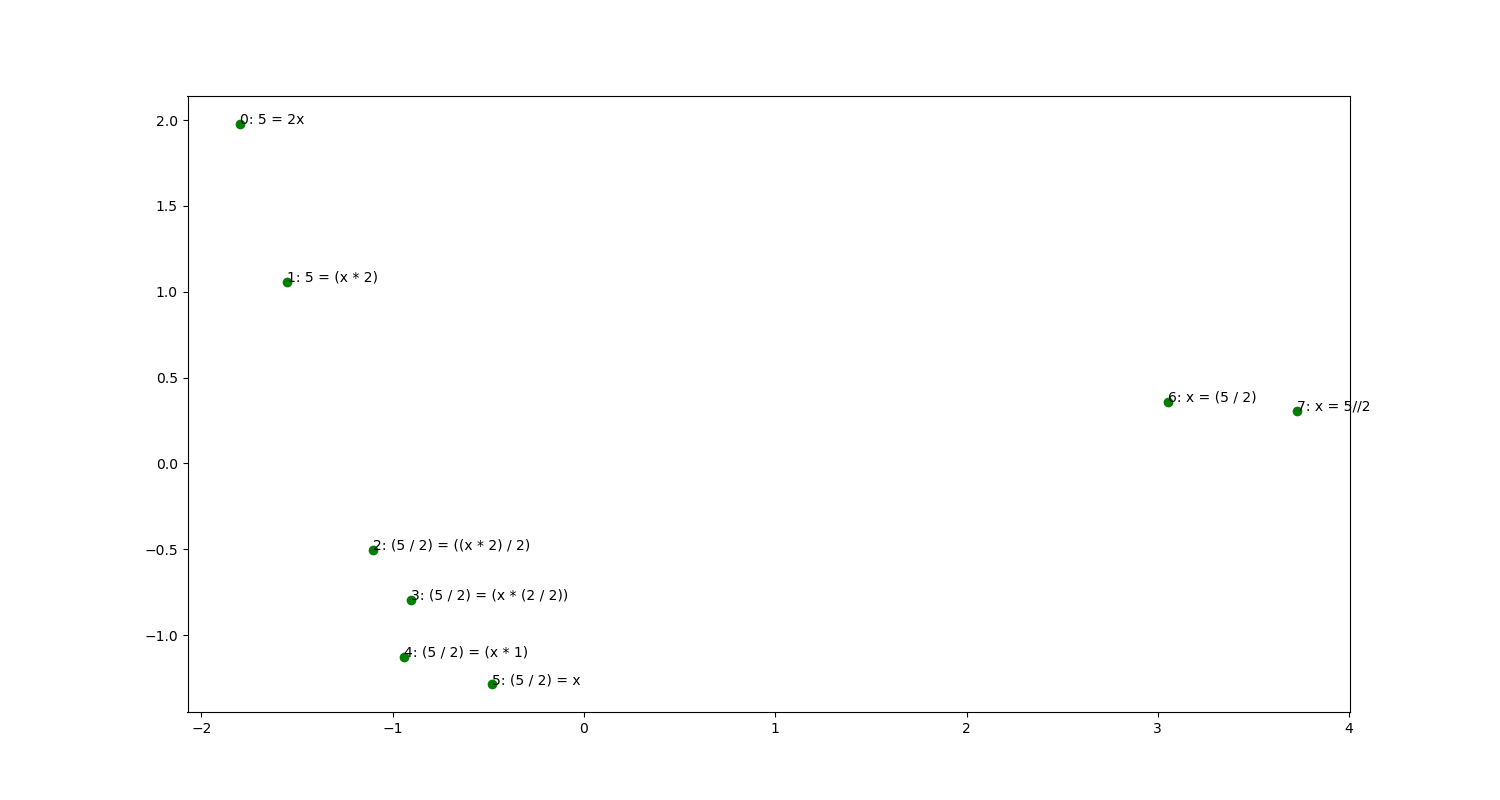 2.0
1.5
1.0
0.5
0.0
−0.5
−1.0
0: 5 = 2x
1: 5 = (x * 2)
6: x = (5 / 2)
7: x = 5//2
2: (5 / 2) = ((x * 2) / 2)
3: (5 / 2) = (x * (2 / 2))
4: (5 / 2) = (x * 1)
5: (5 / 2) = x
−2 −1 0 1 2 3 4